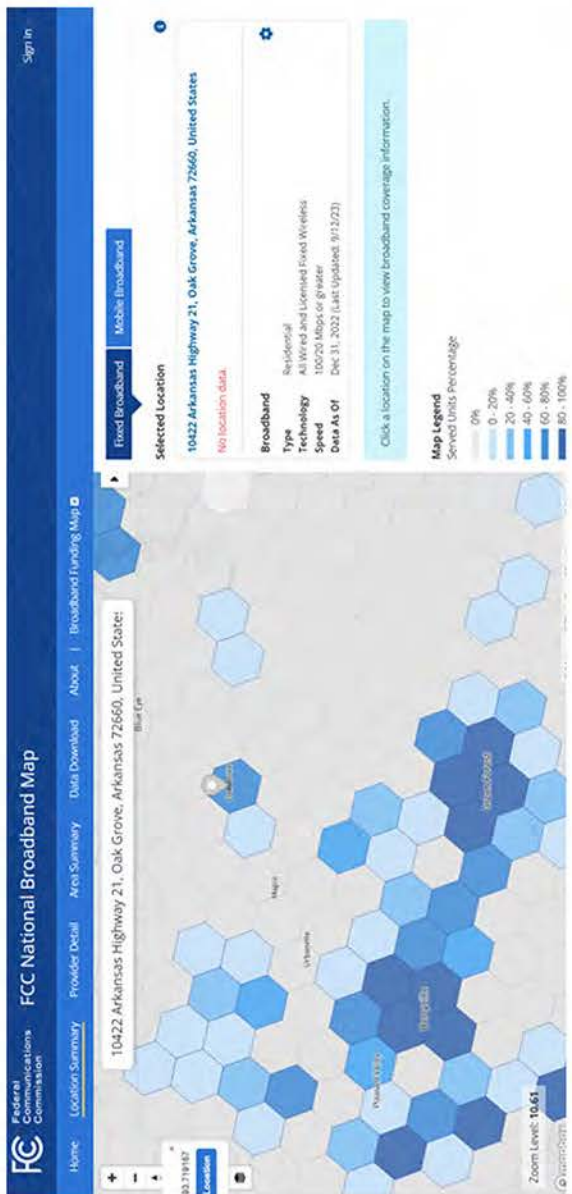 Federal
Communications
Commission
FCC National Broadband Map
Sign In
Home
Location Summary
Provider Detail
Area Summary
Data Download
About
|
Broadband Funding Map
10422 Arkansas Highway 21, Oak Grove, Arkansas 72660, United States
+
−
93.719167
×
Location
Blue Eye
Maple
Urbanette
Berryville
Zoom Level: 10.61
Fixed Broadband
Mobile Broadband
Selected Location
10422 Arkansas Highway 21, Oak Grove, Arkansas 72660, United States
No location data.
Broadband
Type Residential
Technology All Wired and Licensed Fixed Wireless
Speed 100/20 Mbps or greater
Data As Of Dec 31, 2022 (Last Updated: 9/12/23)
Click a location on the map to view broadband coverage information.
Map Legend
Served Units Percentage
0%
0 - 20%
20 - 40%
40 - 60%
60 - 80%
80 - 100%